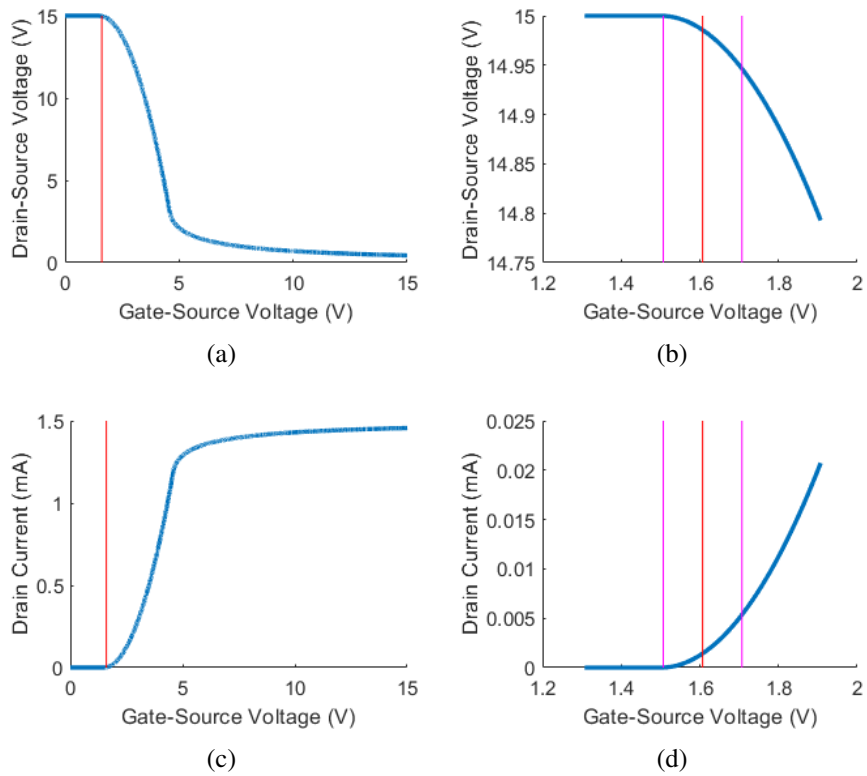 Drain-Source Voltage (V)
15
10
5
0
0 5 10 15
Gate-Source Voltage (V)
(a)
Drain-Source Voltage (V)
15
14.95
14.9
14.85
14.8
14.75
1.2 1.4 1.6 1.8 2
Gate-Source Voltage (V)
(b)
Drain Current (mA)
1.5
1
0.5
0
0 5 10 15
Gate-Source Voltage (V)
(c)
Drain Current (mA)
0.025
0.02
0.015
0.01
0.005
0
1.2 1.4 1.6 1.8 2
Gate-Source Voltage (V)
(d)